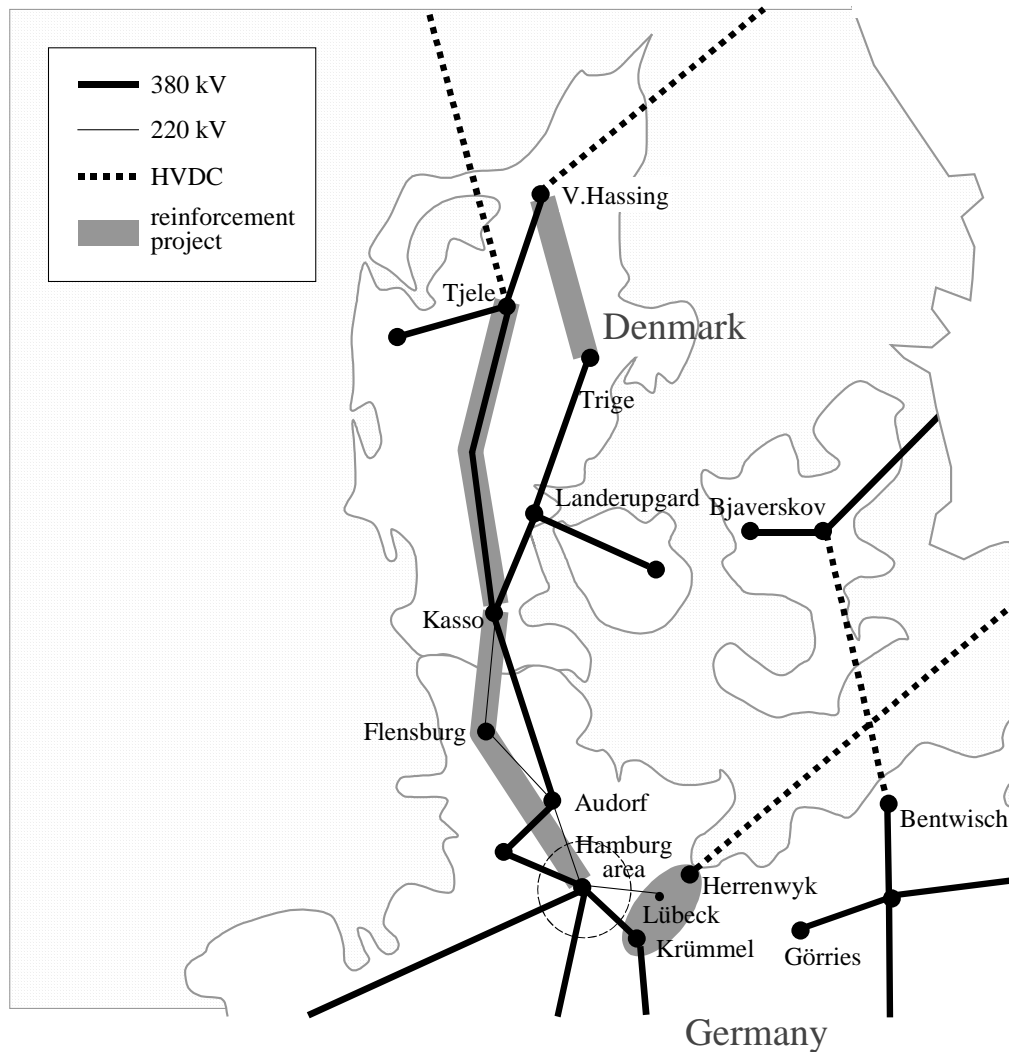 380 kV
220 kV
HVDC
reinforcement
project
V.Hassing
Tjele
Denmark
Trige
Landerupgard
Bjaverskov
Kasso
Flensburg
Audorf
Hamburg
area
Bentwisch
Herrenwyk
Lübeck
Krümmel
Görries
Germany